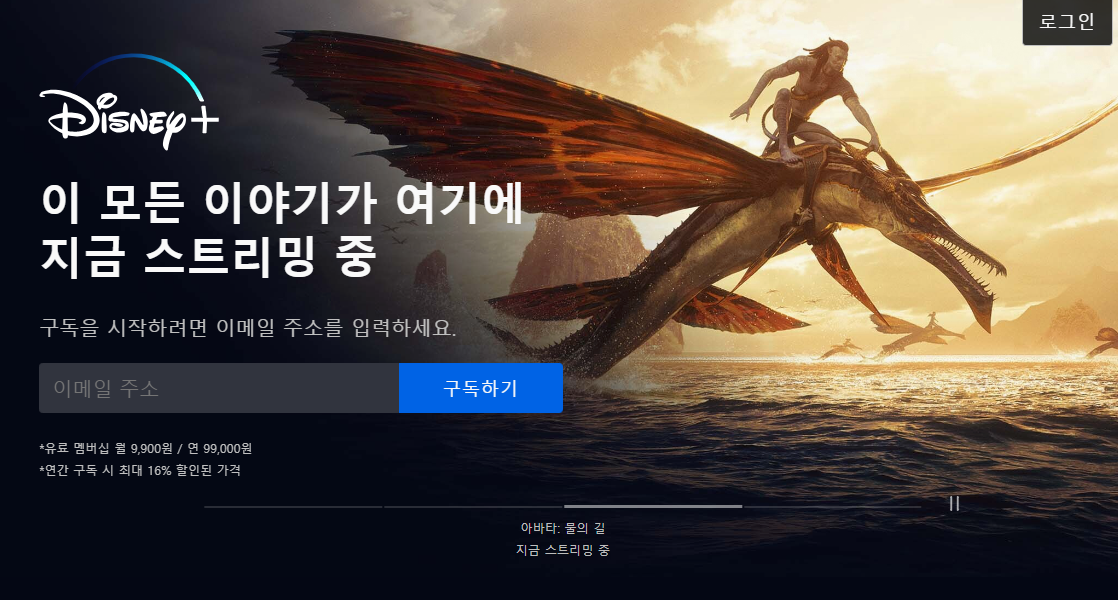 로그인
Disney+
이 모든 이야기가 여기에
지금 스트리밍 중
구독을 시작하려면 이메일 주소를 입력하세요.
이메일 주소
구독하기
*유료 멤버십 월 9,900원 / 연 99,000원
*연간 구독 시 최대 16% 할인된 가격
아바타: 물의 길
지금 스트리밍 중